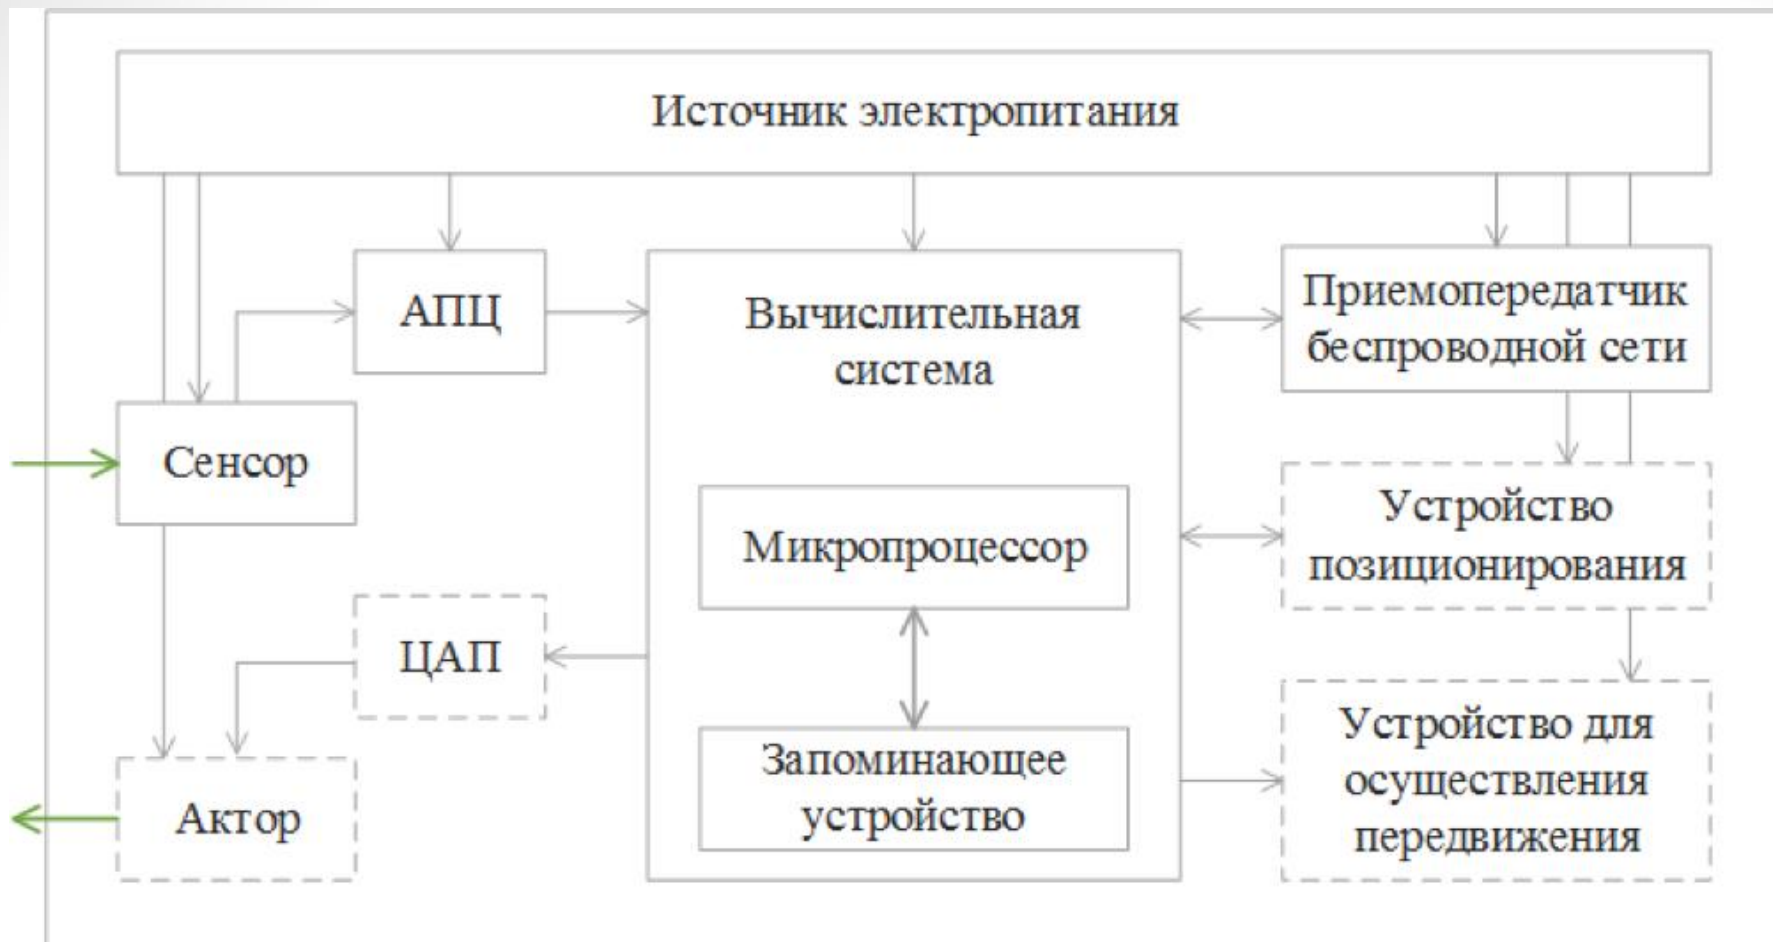 Источник электропитания
АПЦ
Вычислительная
система
Приемопередатчик
беспроводной сети
Сенсор
Микропроцессор
Устройство
позиционирования
ЦАП
Запоминающее
устройство
Устройство для
осуществления
передвижения
Актор